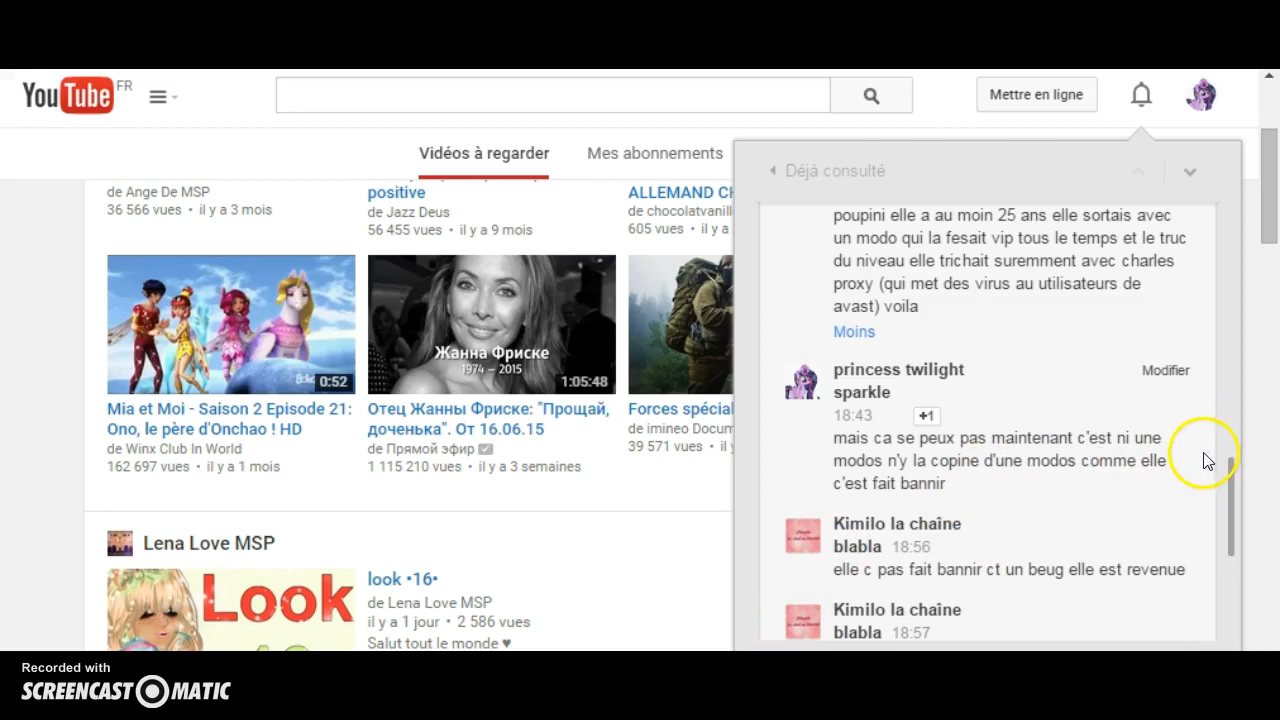 YouTube FR
Mettre en ligne
Vidéos à regarder
Mes abonnements
de Ange De MSP
36 566 vues • il y a 3 mois
positive
de Jazz Deus
56 455 vues • il y a 9 mois
ALLEMAND
de chocolatvanill
605 vues • il y a
Жанна Фриске
1974 – 2015
0:52
1:05:48
Mia et Moi - Saison 2 Episode 21:
Ono, le père d'Onchao ! HD
de Winx Club In World
162 697 vues • il y a 1 mois
Отец Жанны Фриске: "Прощай,
доченька". От 16.06.15
de Прямой эфир
1 115 210 vues • il y a 3 semaines
Forces spécial
de imineo Docum
39 571 vues • il y
Lena Love MSP
Look
look •16•
de Lena Love MSP
il y a 1 jour • 2 586 vues
Salut tout le monde ♥
Déjà consulté
poupini elle a au moin 25 ans elle sortais avec
un modo qui la fesait vip tous le temps et le truc
du niveau elle trichait suremment avec charles
proxy (qui met des virus au utilisateurs de
avast) voila
Moins
princess twilight
sparkle
Modifier
18:43
+1
mais ca se peux pas maintenant c'est ni une
modos n'y la copine d'une modos comme elle
c'est fait bannir
Kimilo la chaîne
blabla 18:56
elle c pas fait bannir ct un beug elle est revenue
Kimilo la chaîne
blabla 18:57
Recorded with
SCREENCAST-O-MATIC